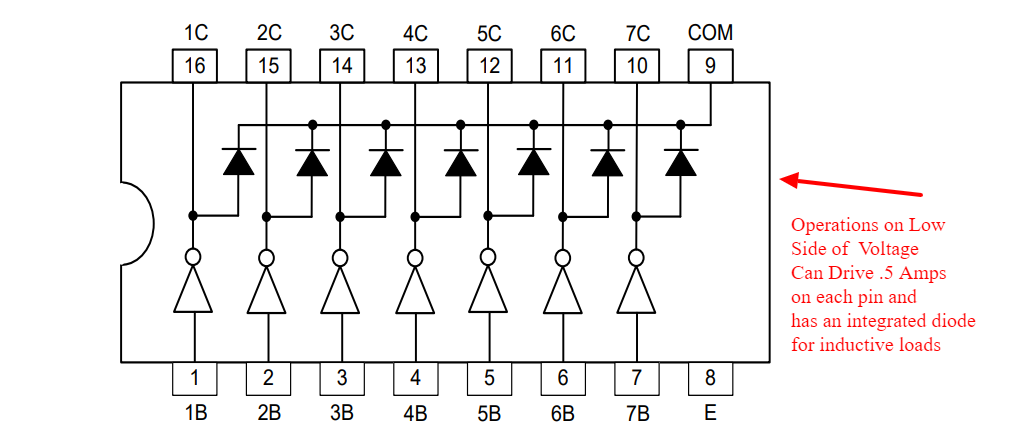 1C 2C 3C 4C 5C 6C 7C COM
16 15 14 13 12 11 10 9
Operations on Low
Side of Voltage
Can Drive .5 Amps
on each pin and
has an integrated diode
for inductive loads
1 2 3 4 5 6 7 8
1B 2B 3B 4B 5B 6B 7B E